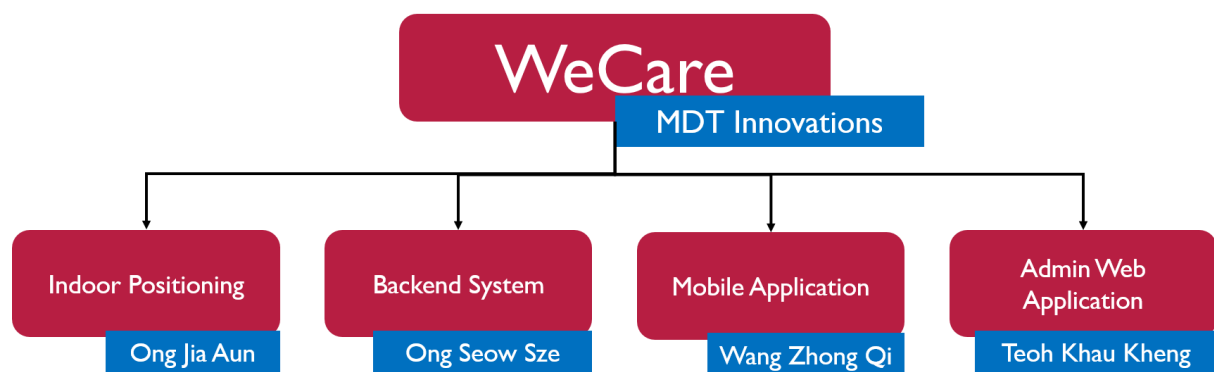 WeCare
MDT Innovations
Indoor Positioning
Ong Jia Aun
Backend System
Ong Seow Sze
Mobile Application
Wang Zhong Qi
Admin Web
Application
Teoh Khau Kheng